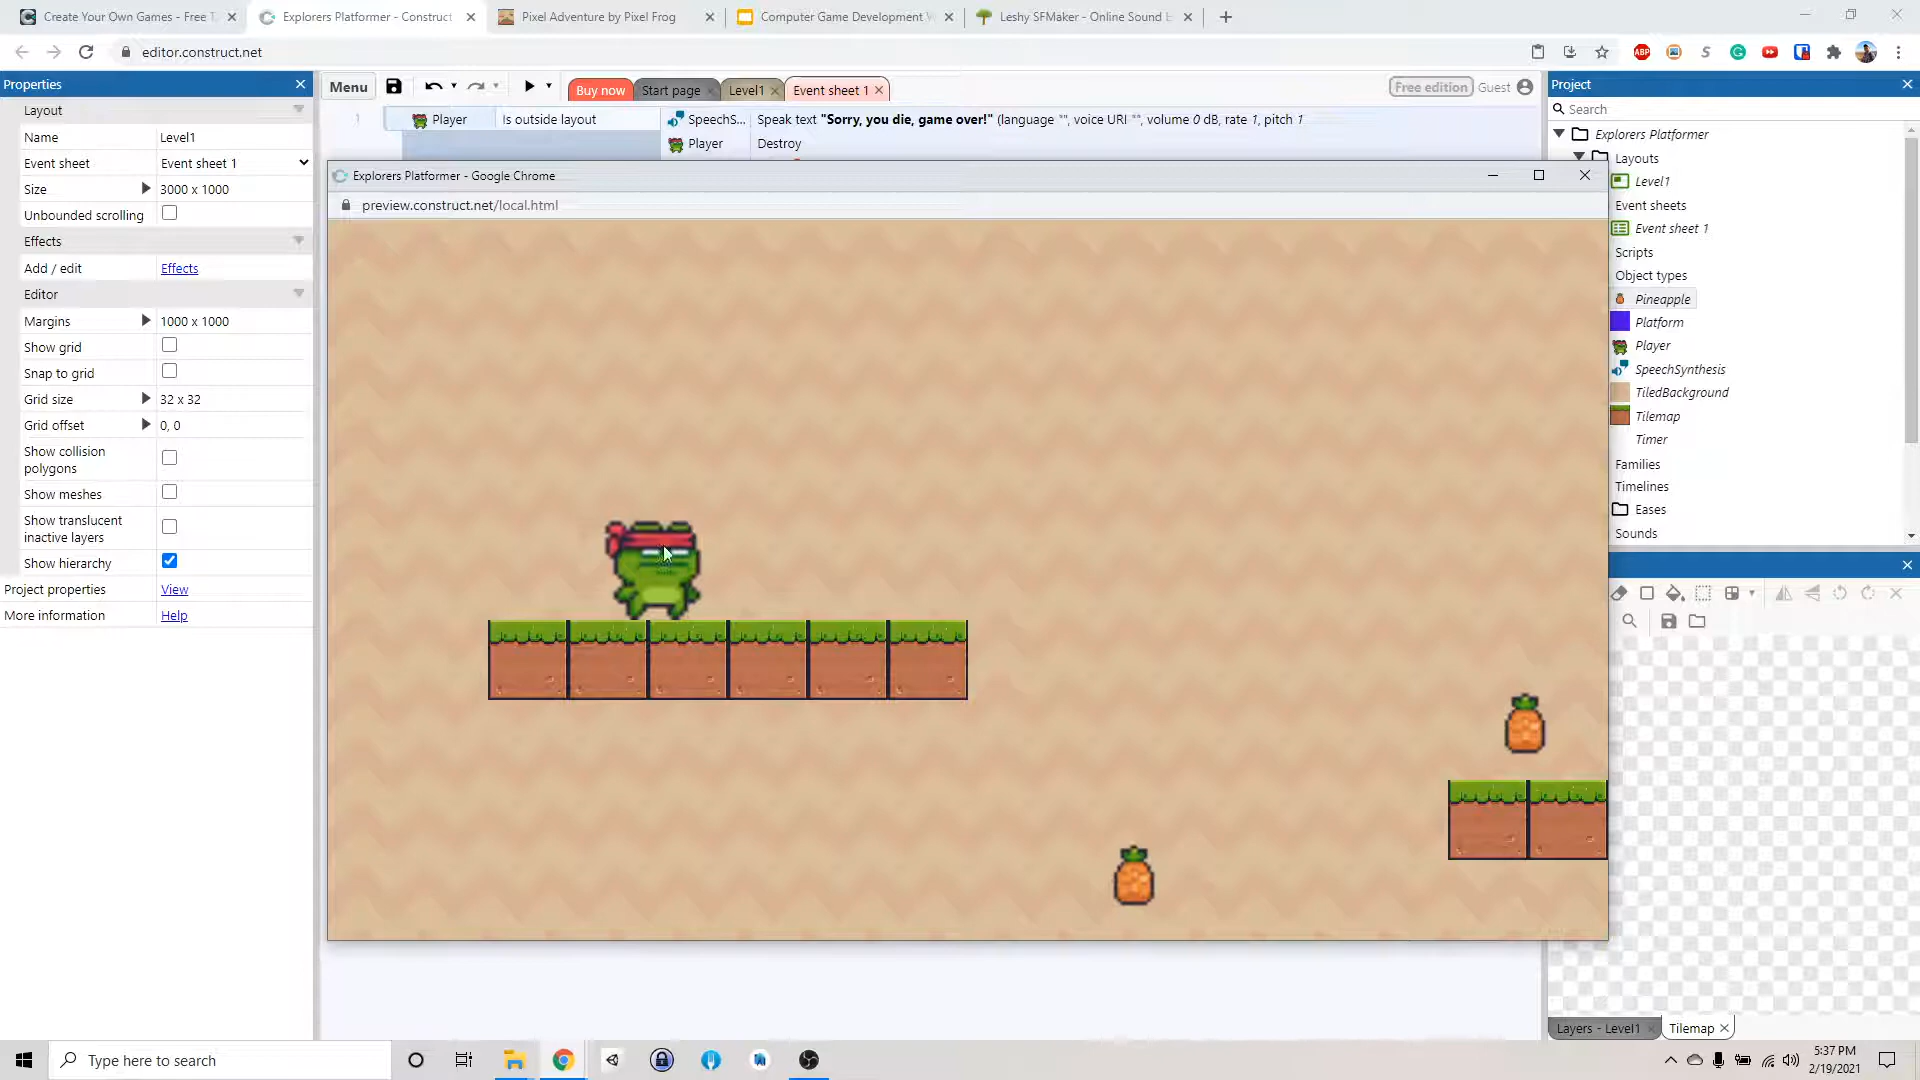 Create Your Own Games - Free T
Explorers Platformer - Construct
Pixel Adventure by Pixel Frog
Computer Game Development
Leshy SFMaker - Online Sound E
editor.construct.net
Properties
Layout
Name Level1
Event sheet Event sheet 1
Size 3000 x 1000
Unbounded scrolling
Effects
Add / edit Effects
Editor
Margins 1000 x 1000
Show grid
Snap to grid
Grid size 32 x 32
Grid offset 0, 0
Show collision
polygons
Show meshes
Show translucent
inactive layers
Show hierarchy
Project properties View
More information Help
Menu
Buy now
Start page
Level1
Event sheet 1
Free edition
Guest
1 Player Is outside layout SpeechS... Speak text "Sorry, you die, game over!" (language "", voice URI "", volume 0 dB, rate 1, pitch 1
Player Destroy
Explorers Platformer - Google Chrome
preview.construct.net/local.html
Project
Search
Explorers Platformer
Layouts
Level1
Event sheets
Event sheet 1
Scripts
Object types
Pineapple
Platform
Player
SpeechSynthesis
TiledBackground
Tilemap
Timer
Families
Timelines
Eases
Sounds
Layers - Level1
Tilemap
Type here to search
5:37 PM
2/19/2021